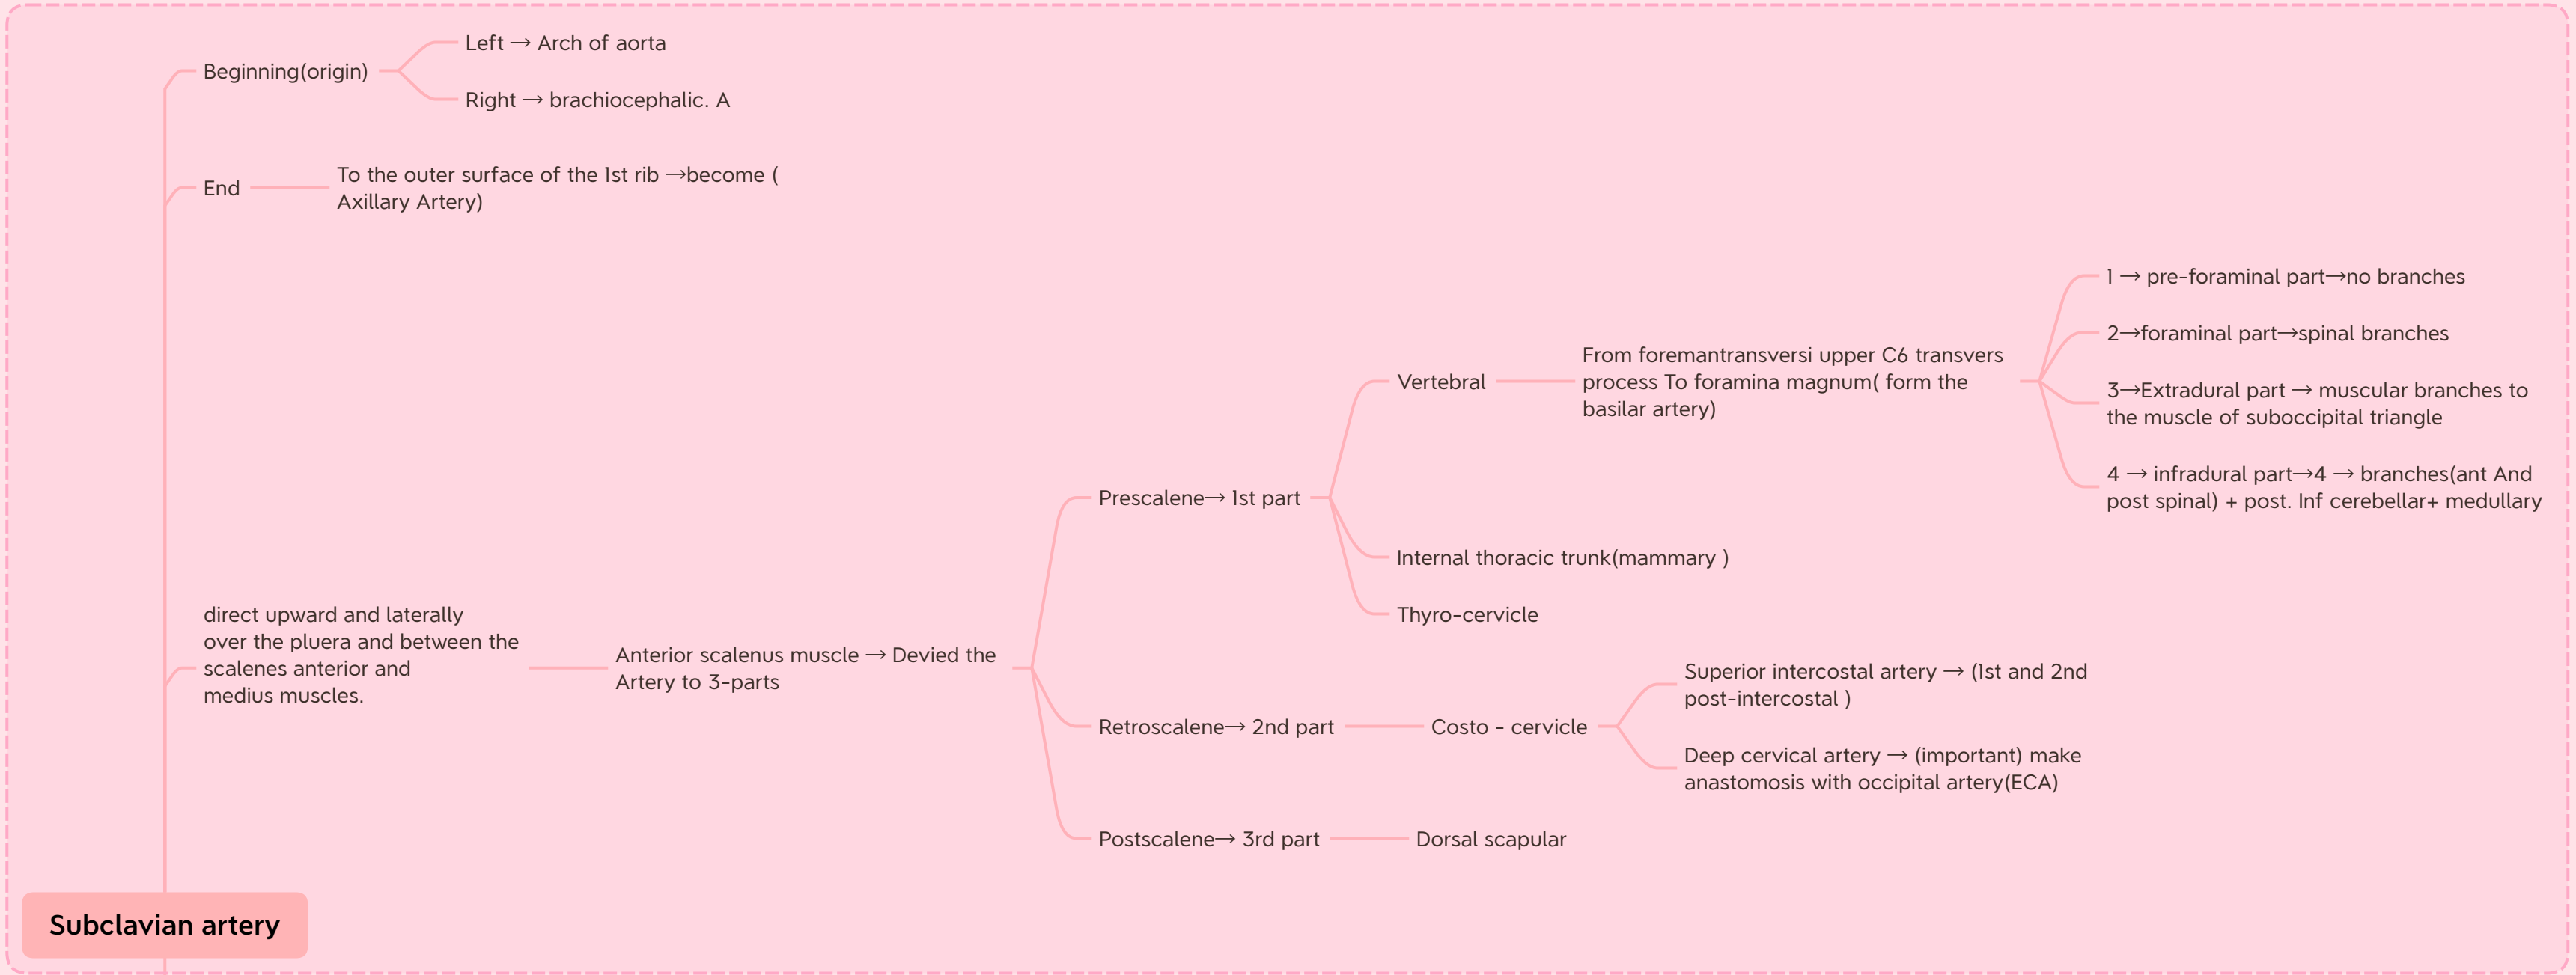 Left → Arch of aorta
Beginning(origin)
Right → brachiocephalic. A
To the outer surface of the 1st rib →become (
End
Axillary Artery)
1 → pre-foraminal part→no branches
2→foraminal part→spinal branches
From foremantransversi upper C6 transvers
Vertebral
process To foramina magnum( form the
basilar artery)
3→Extradural part → muscular branches to
the muscle of suboccipital triangle
4 → infradural part→4 → branches(ant And
post spinal) + post. Inf cerebellar+ medullary
Prescalene→ 1st part
Internal thoracic trunk(mammary )
Thyro-cervicle
direct upward and laterally
over the pluera and between the
scalenes anterior and
medius muscles.
Anterior scalenus muscle → Devied the
Artery to 3-parts
Superior intercostal artery → (1st and 2nd
post-intercostal )
Retroscalene→ 2nd part
Costo - cervicle
Deep cervical artery → (important) make
anastomosis with occipital artery(ECA)
Postscalene→ 3rd part
Dorsal scapular
Subclavian artery